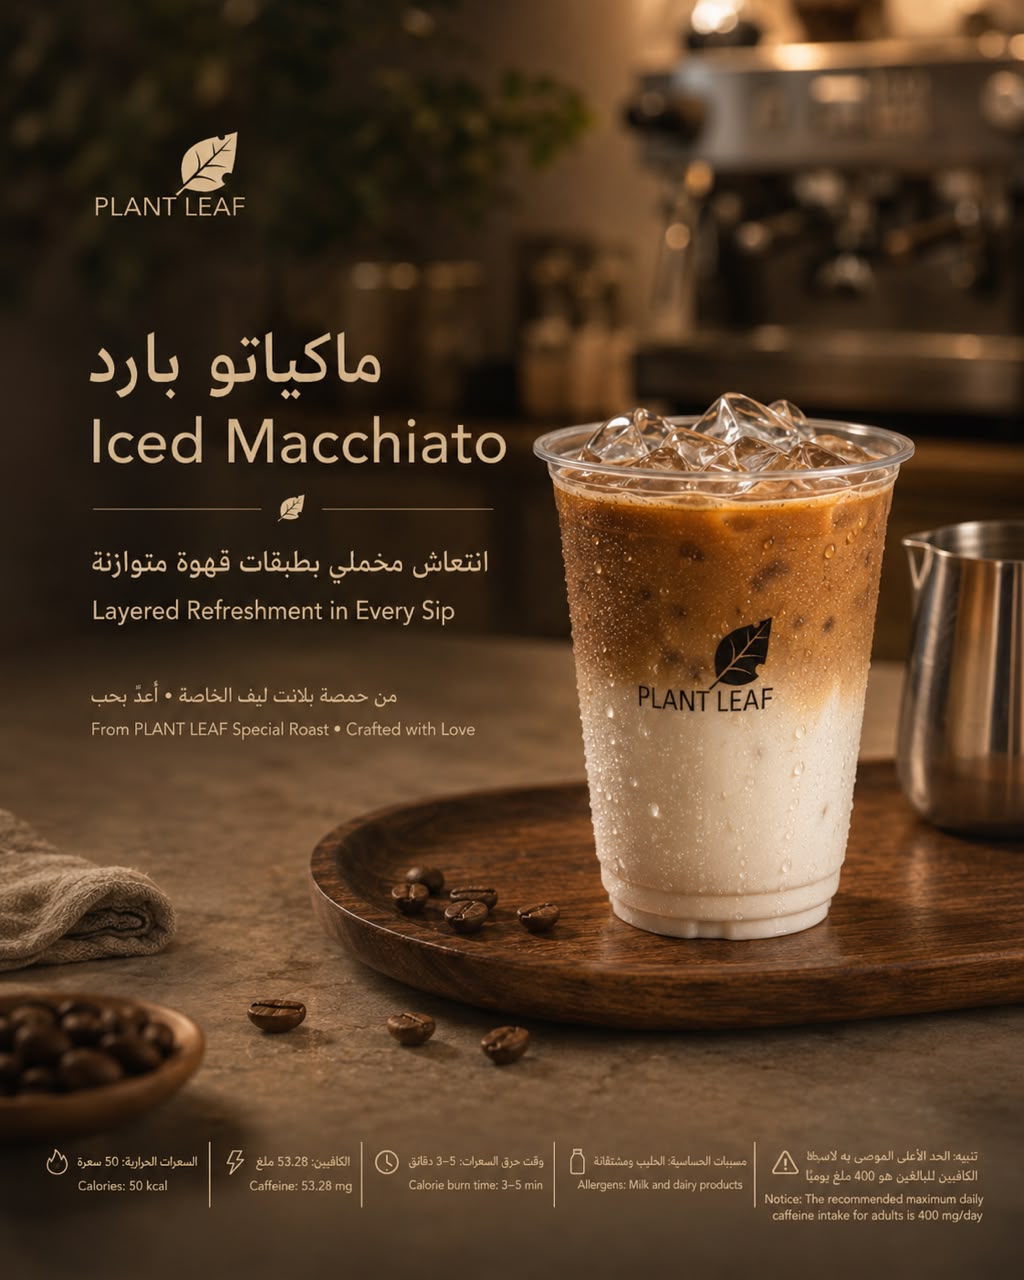 PLANT LEAF
ماكياتو بارد
Iced Macchiato
انتعاش مخملي بطبقات قهوة متوازنة
Layered Refreshment in Every Sip
من حمصة بلانت ليف الخاصة • أعدّ بحب
From PLANT LEAF Special Roast • Crafted with Love
PLANT LEAF
السعرات الحرارية: 50 سعرة
Calories: 50 kcal
الكافيين: 53.28 ملغ
Caffeine: 53.28 mg
وقت حرق السعرات: 3–5 دقائق
Calorie burn time: 3–5 min
مسببات الحساسية: الحليب ومشتقاته
Allergens: Milk and dairy products
تنبيه: الحد الأعلى الموصى به
الكافيين للبالغين هو 400 ملغ يوميًا
Notice: The recommended maximum daily
caffeine intake for adults is 400 mg/day